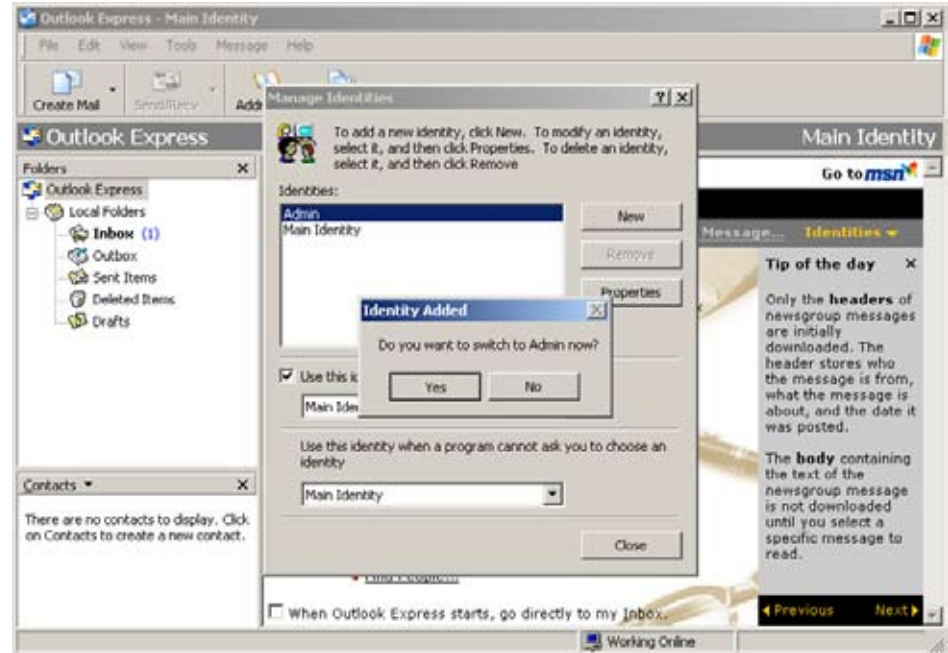 Outlook Express - Main Identity
File Edit View Tools Message Help
Create Mail Send/Recv Add
Outlook Express
Main Identity
Folders
Outlook Express
Local Folders
Inbox (1)
Outbox
Sent Items
Deleted Items
Drafts
Contacts
There are no contacts to display. Click
on Contacts to create a new contact.
Manage Identities
To add a new identity, click New. To modify an identity,
select it, and then click Properties. To delete an identity,
select it, and then click Remove
Identities:
Admin
Main Identity
New
Remove
Properties
Identity Added
Do you want to switch to Admin now?
Yes No
Use this
Main
Use this identity when a program cannot ask you to choose an
identity
Main Identity
Close
When Outlook Express starts, go directly to my Inbox.
Go to msn
Message... Identities
Tip of the day
Only the headers of
newsgroup messages
are initially
downloaded. The
header stores who
the message is from,
what the message is
about, and the date it
was posted.
The body containing
the text of the
newsgroup message
is not downloaded
until you select a
specific message to
read.
Previous Next
Working Online